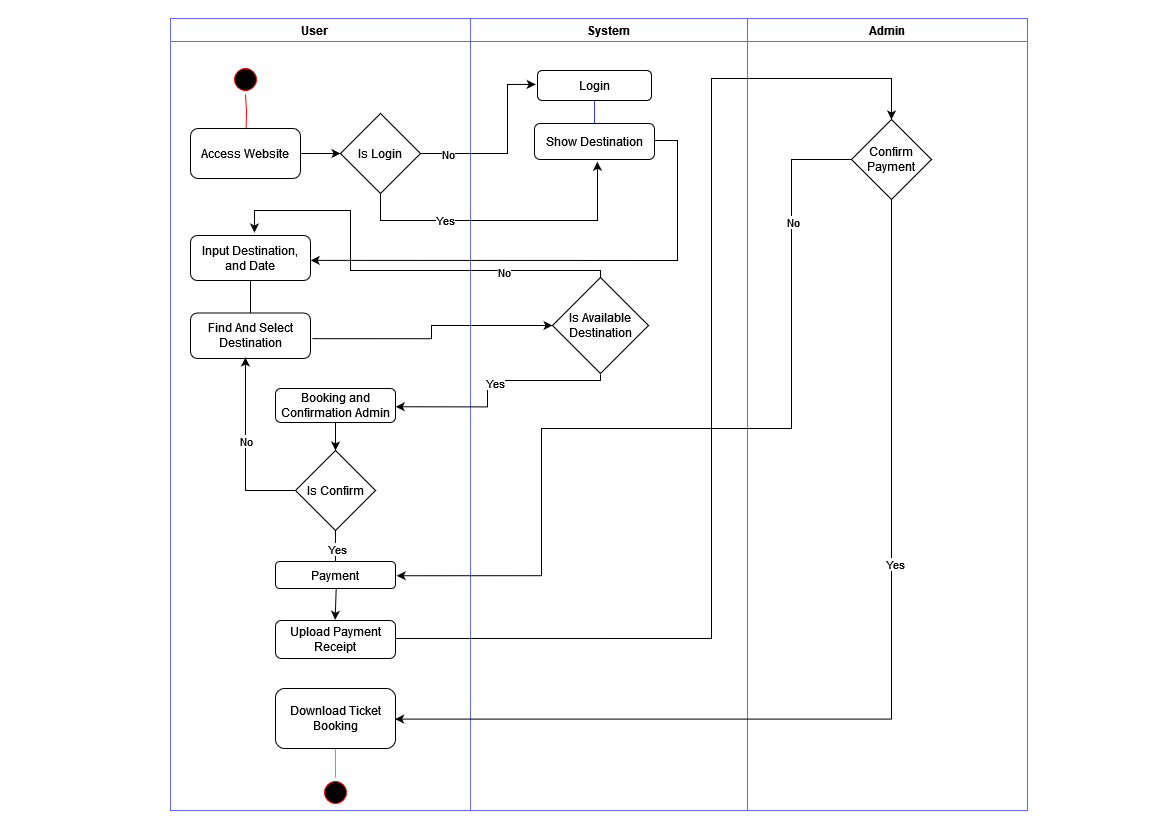 User
System
Admin
Login
Access Website
Is Login
No
Show Destination
Confirm
Payment
Yes
No
Input Destination,
and Date
No
Is Available
Destination
Find And Select
Destination
Yes
Booking and
Confirmation Admin
No
Is Confirm
Yes
Yes
Payment
Upload Payment
Receipt
Download Ticket
Booking